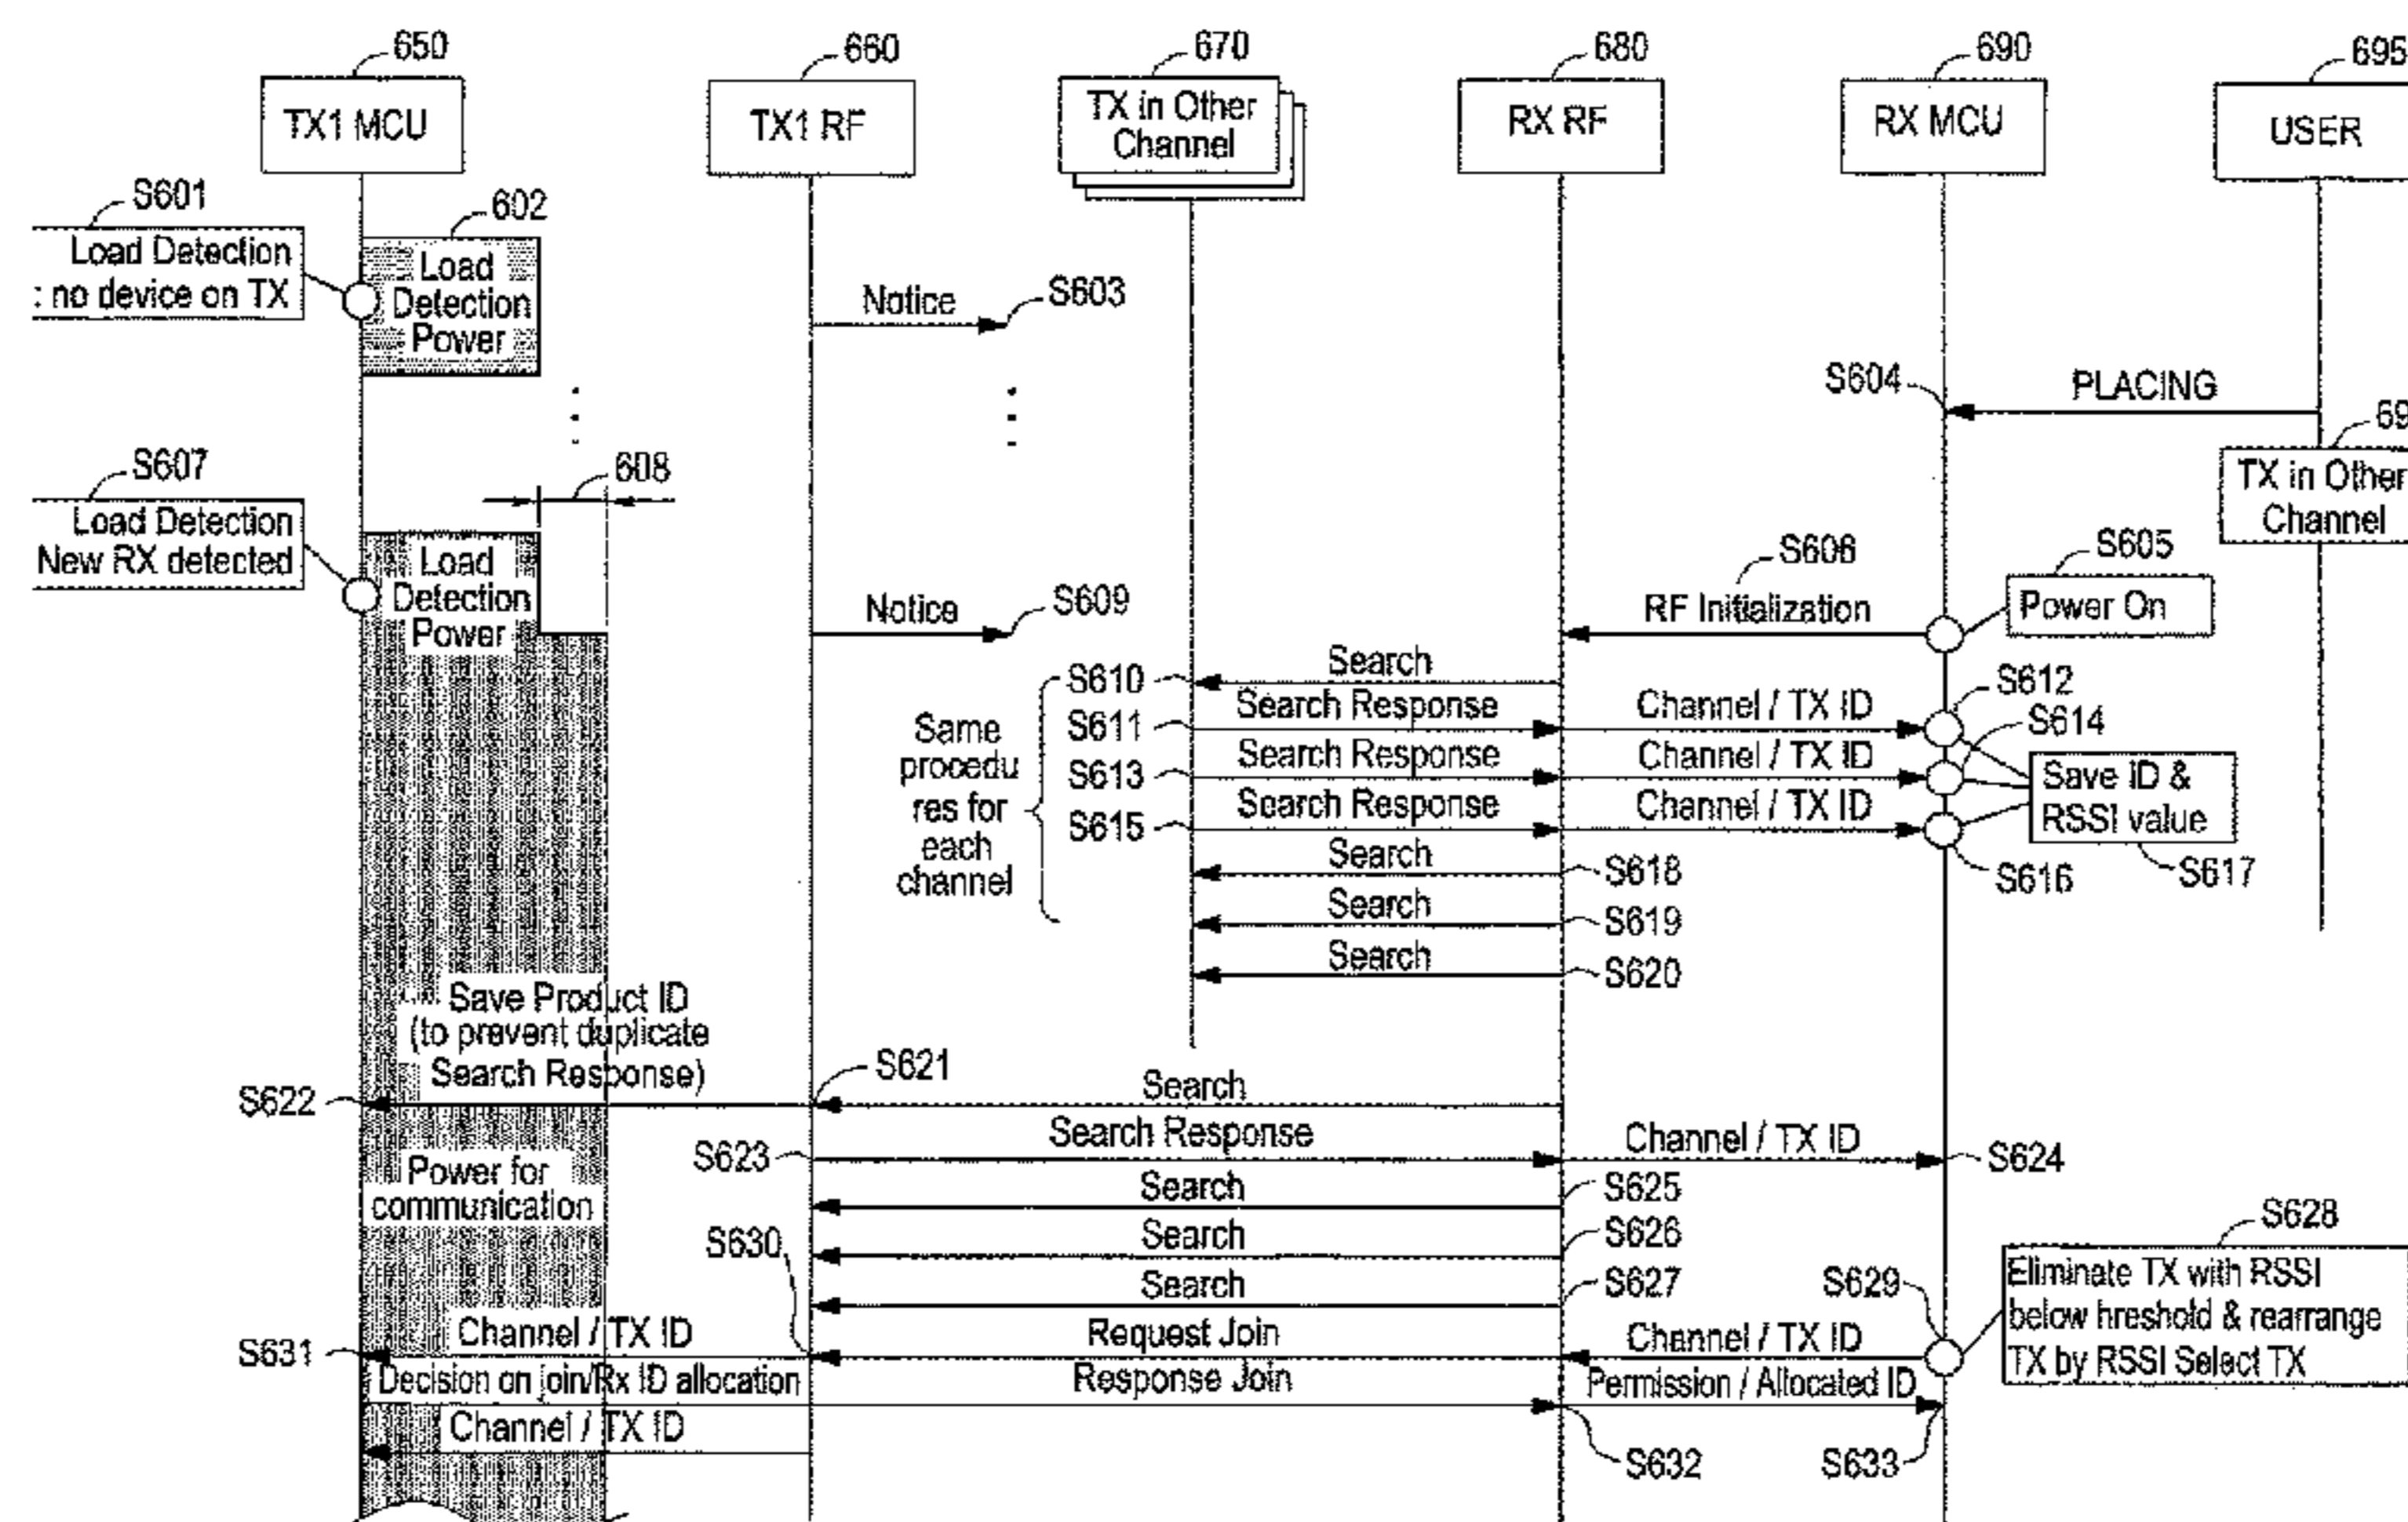 650
660
670
680
690
695
TX1 MCU
TX1 RF
TX in Other
Channel
RX RF
RX MCU
USER
S601
602
Load Detection
: no device on TX
Load
Detection
Power
Notice
S603
S604
PLACING
69
TX in Other
Channel
S607
608
Load Detection
New RX detected
Load
Detection
Power
Notice
S609
S606
RF Initialization
S605
Power On
S610
Search
S611
Search Response
Channel / TX ID
S612
S613
Search Response
Channel / TX ID
S614
S615
Search Response
Channel / TX ID
S616
Save ID &
RSSI value
S617
Same
procedu
res for
each
channel
Search
S618
Search
S619
Search
S620
Save Product ID
(to prevent duplicate
Search Response)
S622
S621
Search
S623
Search Response
Channel / TX ID
S624
Power for
communication
Search
S625
Search
S626
Search
S627
S628
Eliminate TX with RSSI
below hreshold & rearrange
TX by RSSI Select TX
S629
S630
S631
Channel / TX ID
Request Join
Channel / TX ID
Decision on join/Rx ID allocation
Response Join
Permission / Allocated ID
Channel / TX ID
S632
S633